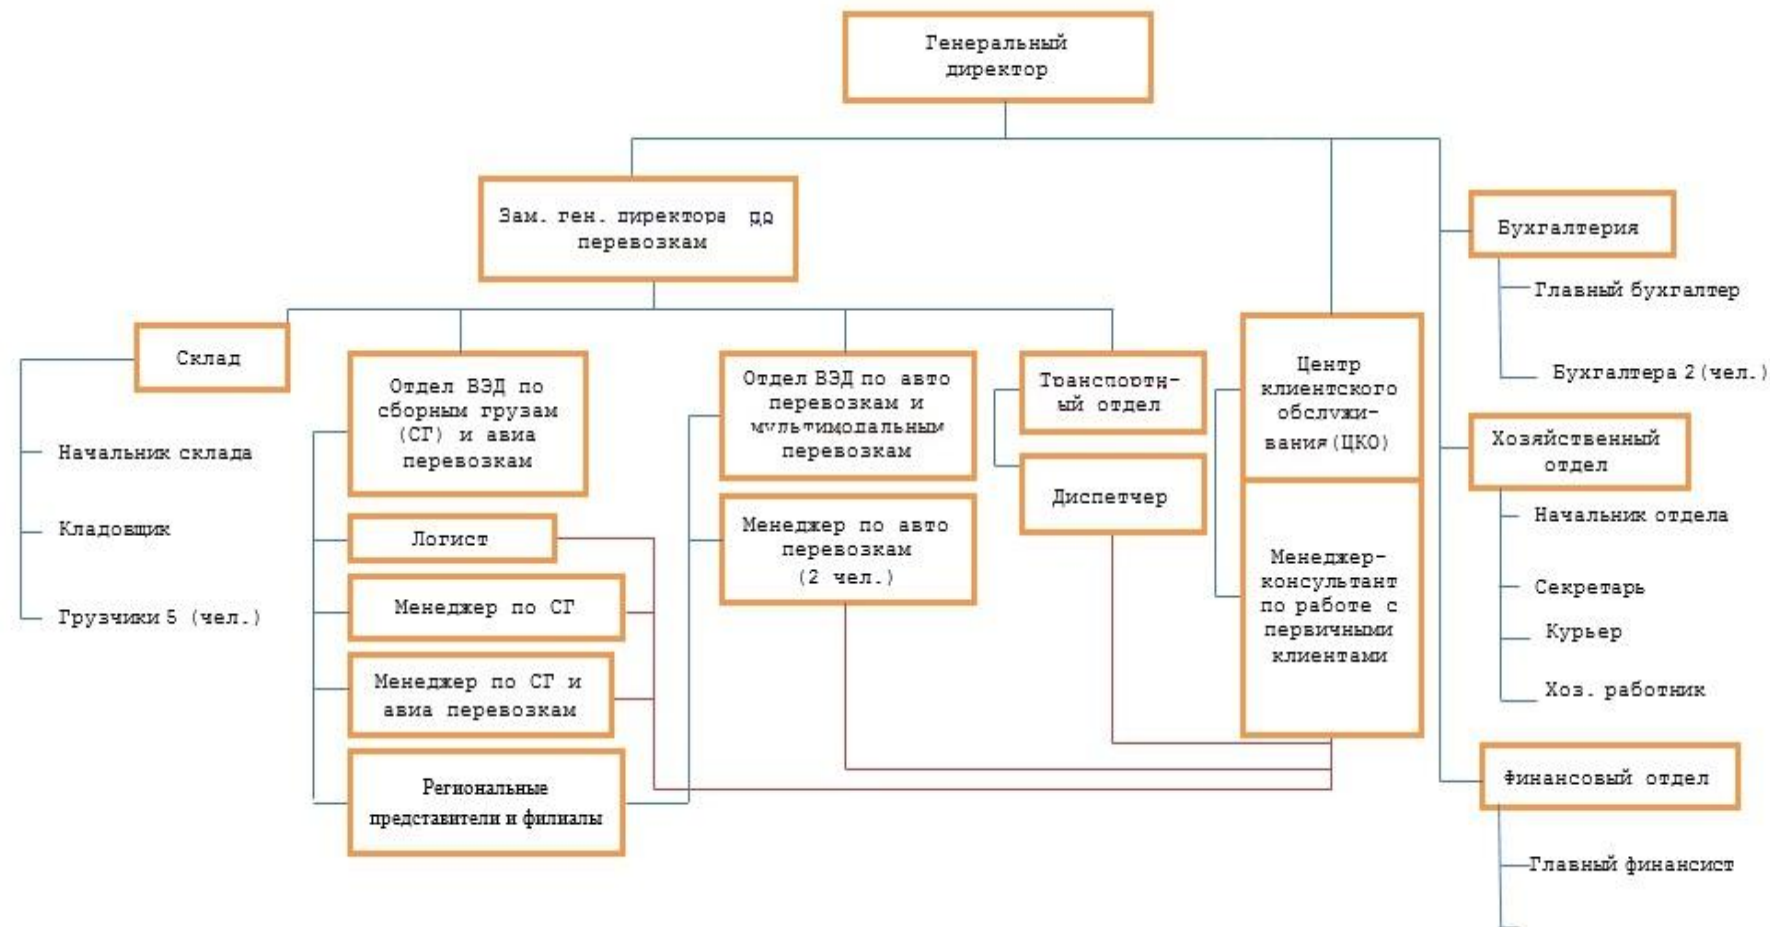 Генеральный
директор
Зам. ген. директора по
перевозкам
Склад
Начальник склада
Кладовщик
Грузчики 5 (чел.)
Отдел ВЭД по
сборным грузам
(СГ) и авиа
перевозкам
Логист
Менеджер по СГ
Менеджер по СГ и
авиа перевозкам
Региональные
представители и филиалы
Отдел ВЭД по авто
перевозкам и
мультимодальным
перевозкам
Менеджер по авто
перевозкам
(2 чел.)
Транспортн-
ый отдел
Диспетчер
Центр
клиентского
обслужи-
вания(ЦКО)
Менеджер-
консультант
по работе с
первичными
клиентами
Бухгалтерия
Главный бухгалтер
Бухгалтера 2(чел.)
Хозяйственный
отдел
Начальник отдела
Секретарь
Курьер
Хоз. работник
Финансовый отдел
Главный финансист